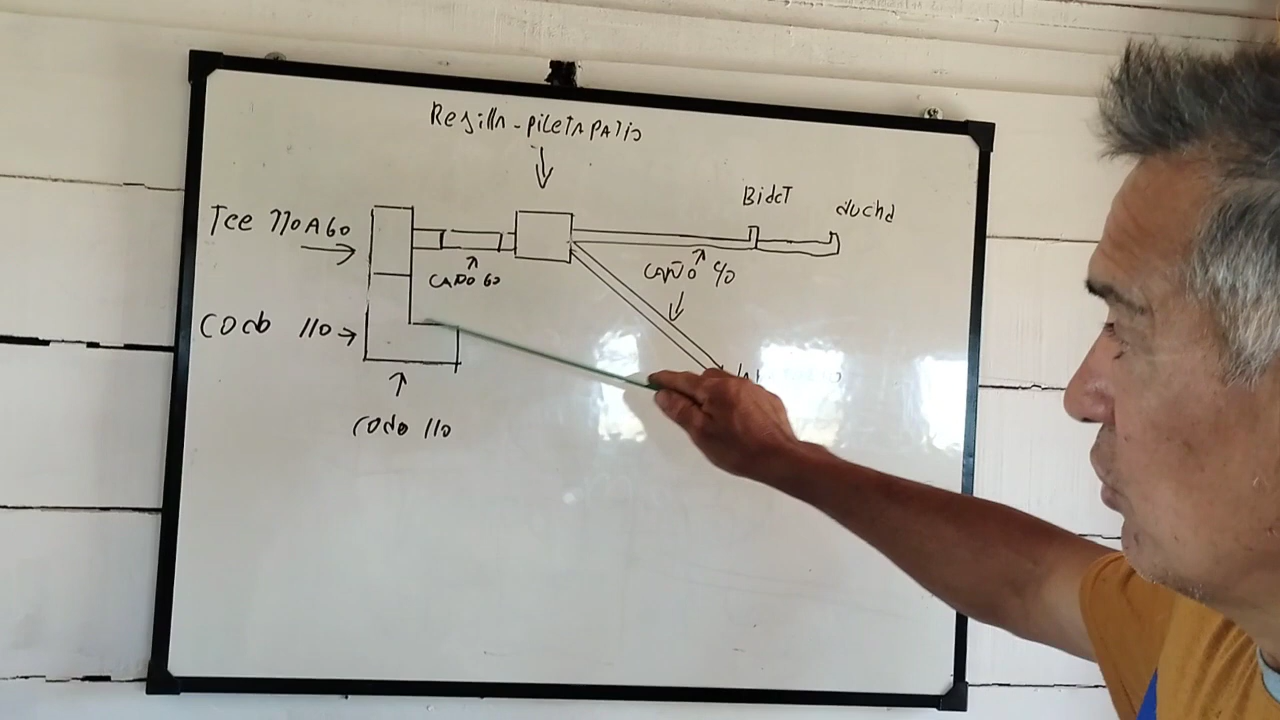 Rejilla - piletA PATio
BideT
ducha
Tee 110 A 60
CAÑO 60
CAÑO 40
COdo 110
COdo 110